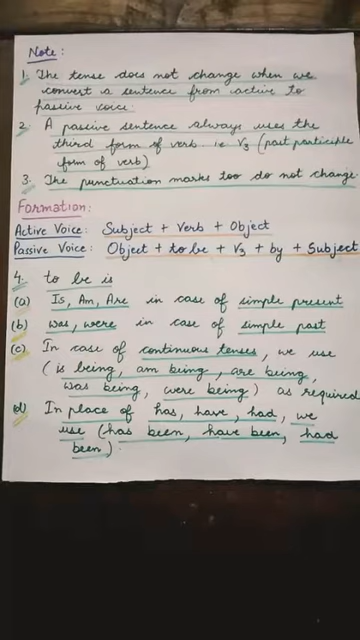 Note:
1. The tense does not change when we
convert a sentence from active to
passive voice.
2. A passive sentence always uses the
third form of verb i.e V3 (past participle
form of verb)
3. The punctuation marks too do not change.
Formation:
Active Voice: Subject + Verb + Object
Passive Voice: Object + to be + V3 + by + Subject
4. to be is
(a) Is, Am, Are in case of simple present
(b) was, were in case of simple past
(c) In case of continuous tenses, we use
(is being, am being, are being,
was being, were being) as required
(d) In place of has, have, had, we
use (has been, have been, had
been)